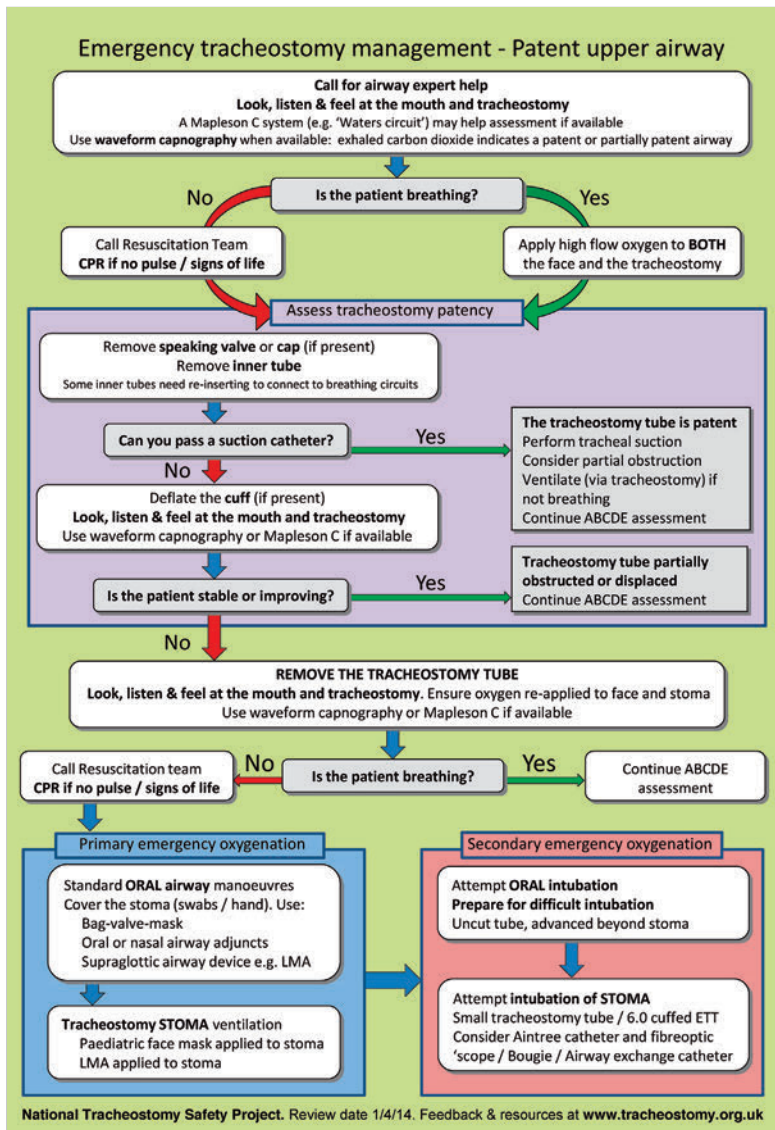 Emergency tracheostomy management - Patent upper airway
Call for airway expert help
Look, listen & feel at the mouth and tracheostomy
A Mapleson C system (e.g. ‘Waters circuit’) may help assessment if available
Use waveform capnography when available: exhaled carbon dioxide indicates a patent or partially patent airway
No
Is the patient breathing?
Yes
Call Resuscitation Team
CPR if no pulse / signs of life
Apply high flow oxygen to BOTH
the face and the tracheostomy
Assess tracheostomy patency
Remove speaking valve or cap (if present)
Remove inner tube
Some inner tubes need re-inserting to connect to breathing circuits
Can you pass a suction catheter?
Yes
The tracheostomy tube is patent
Perform tracheal suction
Consider partial obstruction
Ventilate (via tracheostomy) if
not breathing
Continue ABCDE assessment
No
Deflate the cuff (if present)
Look, listen & feel at the mouth and tracheostomy
Use waveform capnography or Mapleson C if available
Is the patient stable or improving?
Yes
Tracheostomy tube partially
obstructed or displaced
Continue ABCDE assessment
No
REMOVE THE TRACHEOSTOMY TUBE
Look, listen & feel at the mouth and tracheostomy. Ensure oxygen re-applied to face and stoma
Use waveform capnography or Mapleson C if available
Call Resuscitation team
CPR if no pulse / signs of life
No
Is the patient breathing?
Yes
Continue ABCDE
assessment
Primary emergency oxygenation
Standard ORAL airway manoeuvres
Cover the stoma (swabs / hand). Use:
Bag-valve-mask
Oral or nasal airway adjuncts
Supraglottic airway device e.g. LMA
Tracheostomy STOMA ventilation
Paediatric face mask applied to stoma
LMA applied to stoma
Secondary emergency oxygenation
Attempt ORAL intubation
Prepare for difficult intubation
Uncut tube, advanced beyond stoma
Attempt intubation of STOMA
Small tracheostomy tube / 6.0 cuffed ETT
Consider Aintree catheter and fibreoptic
‘scope / Bougie / Airway exchange catheter
National Tracheostomy Safety Project. Review date 1/4/14. Feedback & resources at www.tracheostomy.org.uk